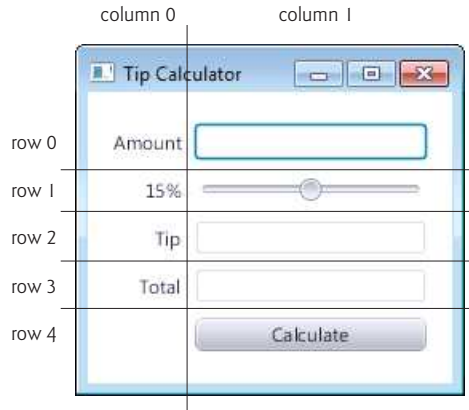 column 0 column 1
Tip Calculator
row 0 Amount
row 1 15%
row 2 Tip
row 3 Total
row 4 Calculate